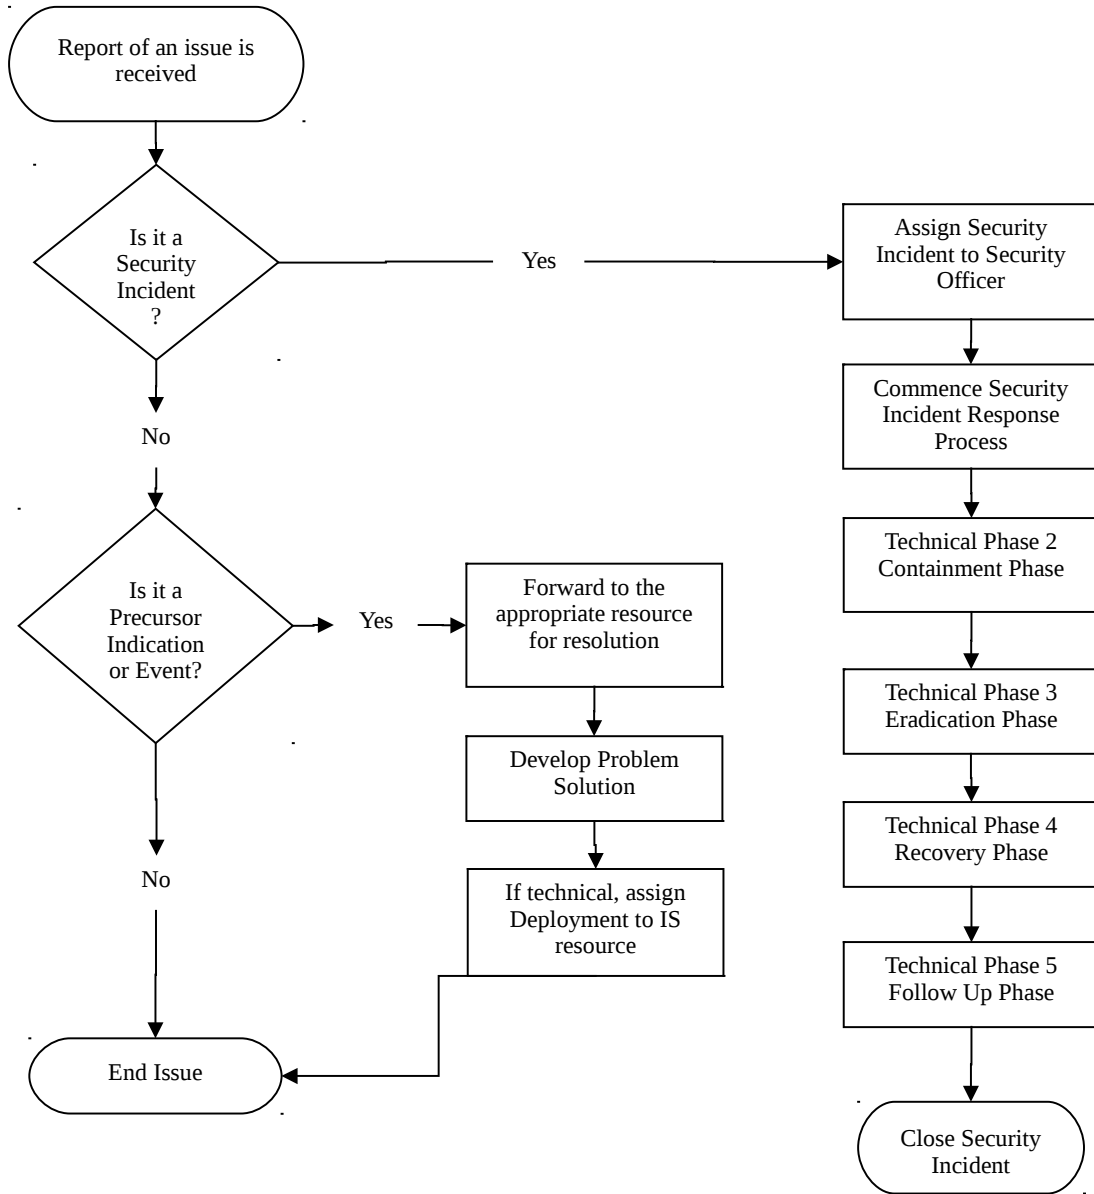 Report of an issue is
received
Is it a
Security
Incident
?
Yes
Assign Security
Incident to Security
Officer
Commence Security
Incident Response
Process
No
Technical Phase 2
Containment Phase
Is it a
Precursor
Indication
or Event?
Yes
Forward to the
appropriate resource
for resolution
Technical Phase 3
Eradication Phase
Develop Problem
Solution
Technical Phase 4
Recovery Phase
No
If technical, assign
Deployment to IS
resource
Technical Phase 5
Follow Up Phase
End Issue
Close Security
Incident